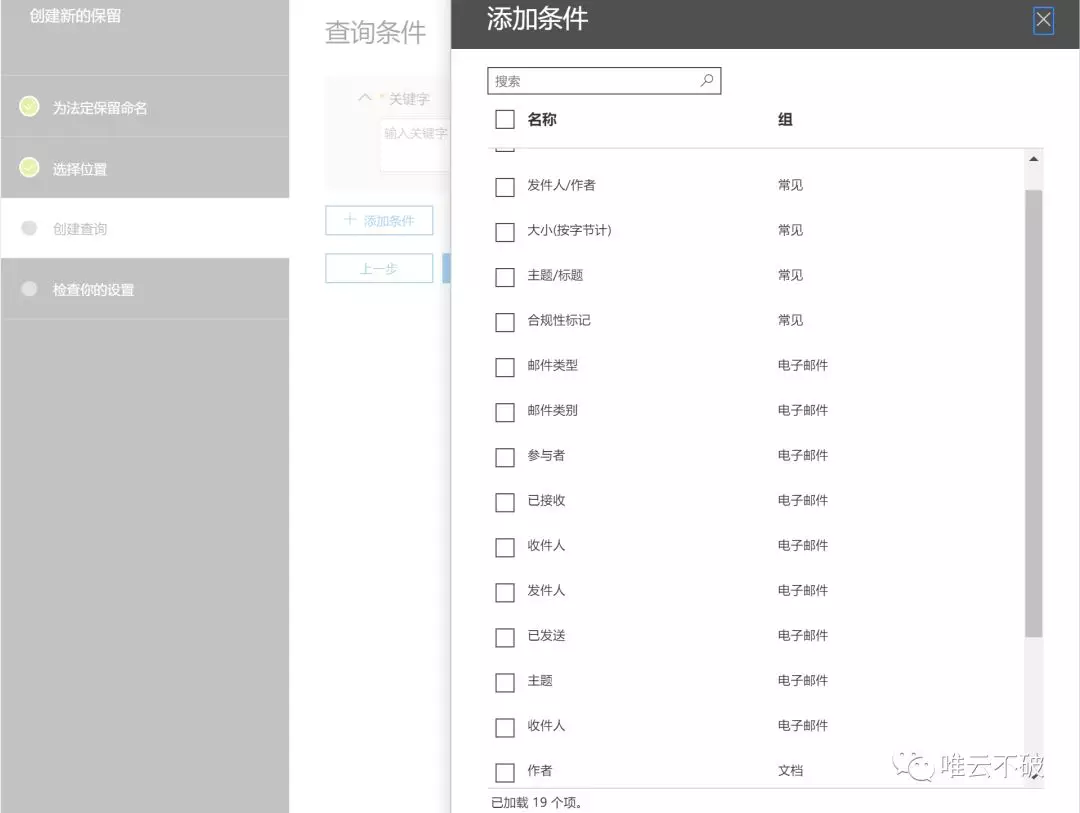 创建新的保留
为法定保留命名
选择位置
创建查询
检查你的设置
查询条件
* 关键字
输入关键字
添加条件
上一步
添加条件
搜索
名称 组
发件人/作者 常见
大小(按字节计) 常见
主题/标题 常见
合规性标记 常见
邮件类型 电子邮件
邮件类别 电子邮件
参与者 电子邮件
已接收 电子邮件
收件人 电子邮件
发件人 电子邮件
已发送 电子邮件
主题 电子邮件
收件人 电子邮件
作者 文档
已加载 19 个项。
唯云不破